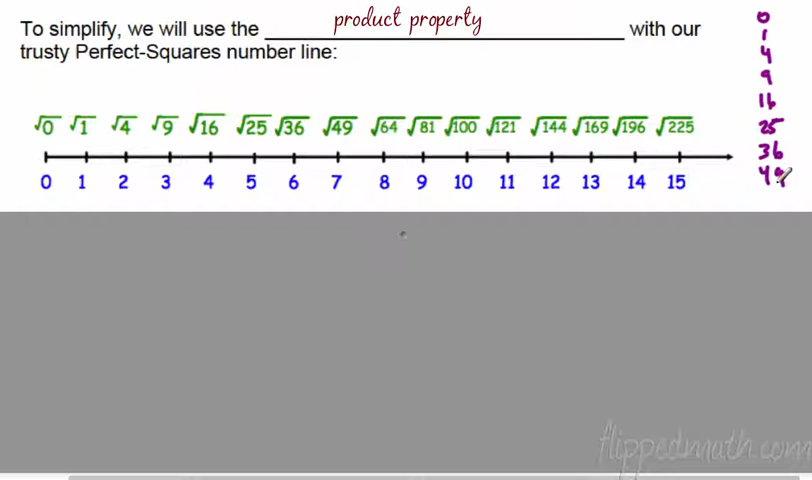 To simplify, we will use the product property with our
trusty Perfect-Squares number line:
√0 √1 √4 √9 √16 √25 √36 √49 √64 √81 √100 √121 √144 √169 √196 √225
0 1 2 3 4 5 6 7 8 9 10 11 12 13 14 15
0
1
4
9
16
25
36
49
flippedmath.com